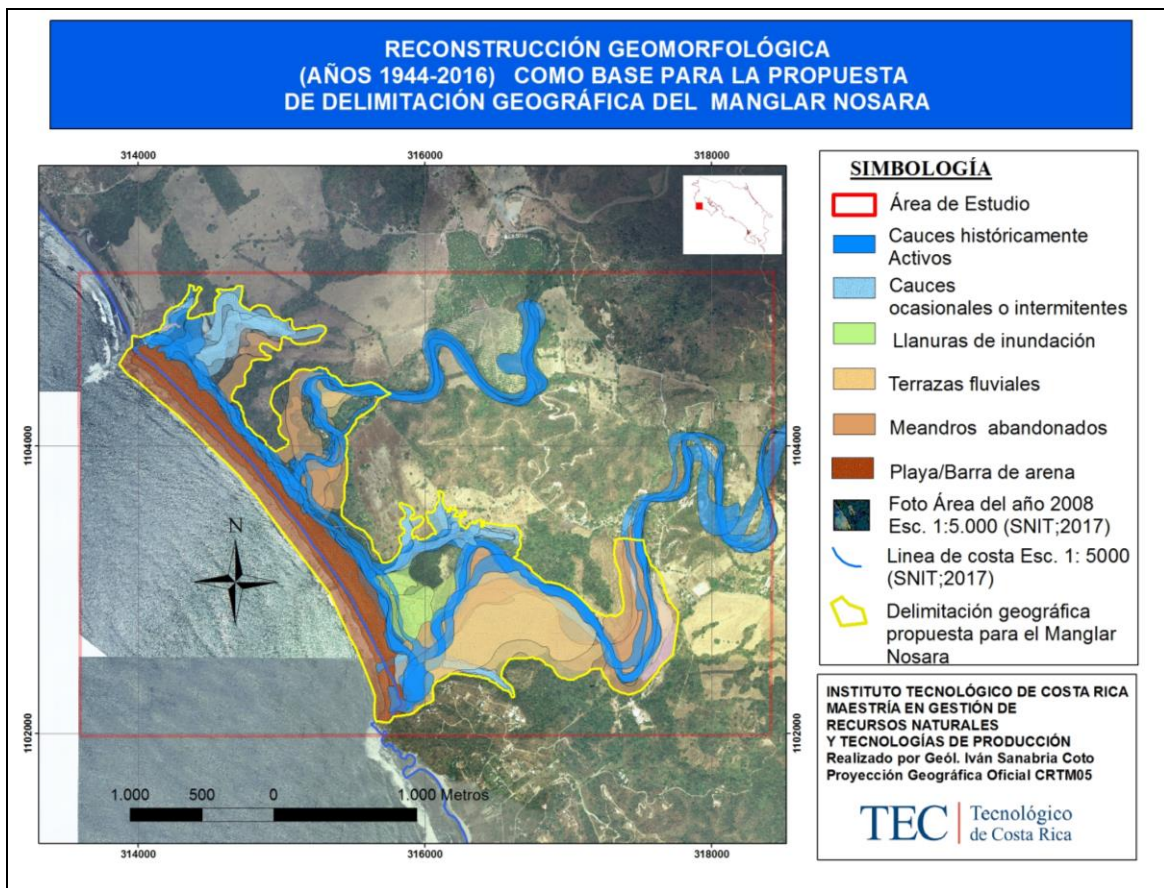 RECONSTRUCCIÓN GEOMORFOLÓGICA
(AÑOS 1944-2016) COMO BASE PARA LA PROPUESTA
DE DELIMITACIÓN GEOGRÁFICA DEL MANGLAR NOSARA
314000
316000
318000
1104000
1102000
1104000
1102000
N
1.000
500
0
1.000 Metros
314000
316000
318000
SIMBOLOGÍA
Área de Estudio
Cauces históricamente
Activos
Cauces
ocasionales o intermitentes
Llanuras de inundación
Terrazas fluviales
Meandros abandonados
Playa/Barra de arena
Foto Área del año 2008
Esc. 1:5.000 (SNIT;2017)
Linea de costa Esc. 1: 5000
(SNIT;2017)
Delimitación geográfica
propuesta para el Manglar
Nosara
INSTITUTO TECNOLÓGICO DE COSTA RICA
MAESTRÍA EN GESTIÓN DE
RECURSOS NATURALES
Y TECNOLOGÍAS DE PRODUCCIÓN
Realizado por Geól. Iván Sanabria Coto
Proyección Geográfica Oficial CRTM05
TEC
Tecnológico
de Costa Rica